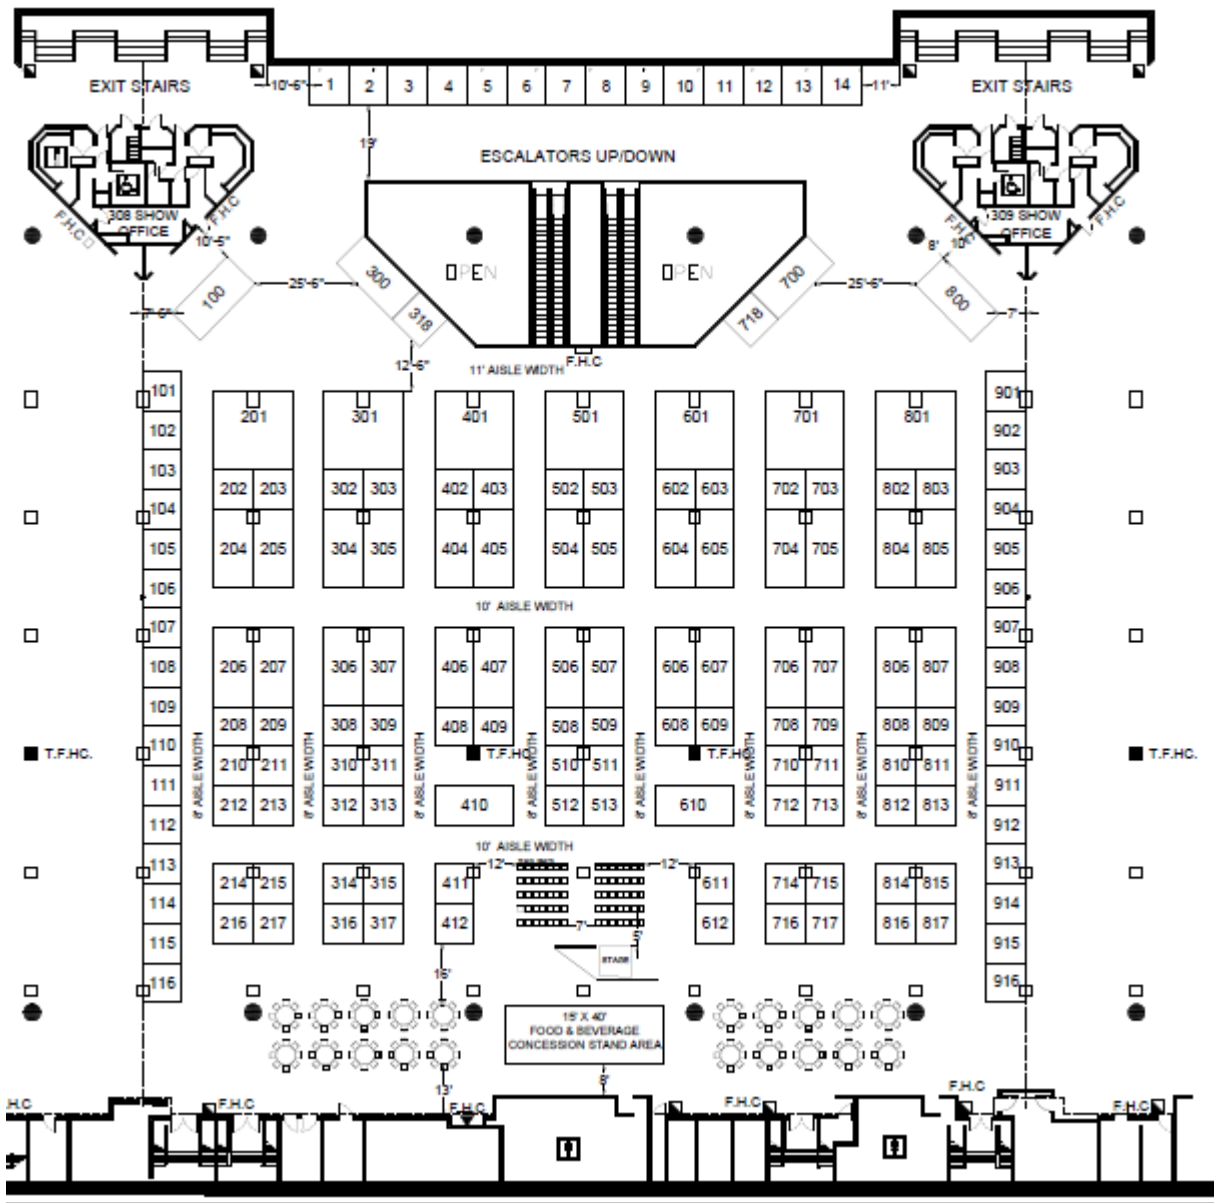 EXIT STAIRS
10'-6"
1 2 3 4 5 6 7 8 9 10 11 12 13 14
11'
EXIT STAIRS
19'
ESCALATORS UP/DOWN
F.H.C
308 SHOW
OFFICE
F.H.C
F.H.C
309 SHOW
OFFICE
F.H.C
10'-5"
8'
10'
OPEN
OPEN
100
25'-6"
300
318
700
718
25'-6"
800
7'-6"
7'
F.H.C
12'-6"
11' AISLE WIDTH
101
901
201 301 401 501 601 701 801
102
902
103
903
202 203 302 303 402 403 502 503 602 603 702 703 802 803
104
904
105
905
204 205 304 305 404 405 504 505 604 605 704 705 804 805
106
906
10' AISLE WIDTH
107
907
108
908
206 207 306 307 406 407 506 507 606 607 706 707 806 807
109
909
208 209 308 309 408 409 508 509 608 609 708 709 808 809
110
910
T.F.HC.
T.F.HC
T.F.HC
T.F.HC.
210 211 310 311 510 511 710 711 810 811
8' AISLE WIDTH
8' AISLE WIDTH
8' AISLE WIDTH
8' AISLE WIDTH
8' AISLE WIDTH
8' AISLE WIDTH
8' AISLE WIDTH
8' AISLE WIDTH
111
911
212 213 312 313 410 512 513 610 712 713 812 813
112
912
10' AISLE WIDTH
113
913
12'
12'
214 215 314 315 411 611 714 715 814 815
114
914
216 217 316 317 412 612 716 717 816 817
7'
5'
115
915
STAGE
16'
116
916
15' X 40'
FOOD & BEVERAGE
CONCESSION STAND AREA
13'
8'
H.C
F.H.C
F.H.C
F.H.C
F.H.C
F.H.C